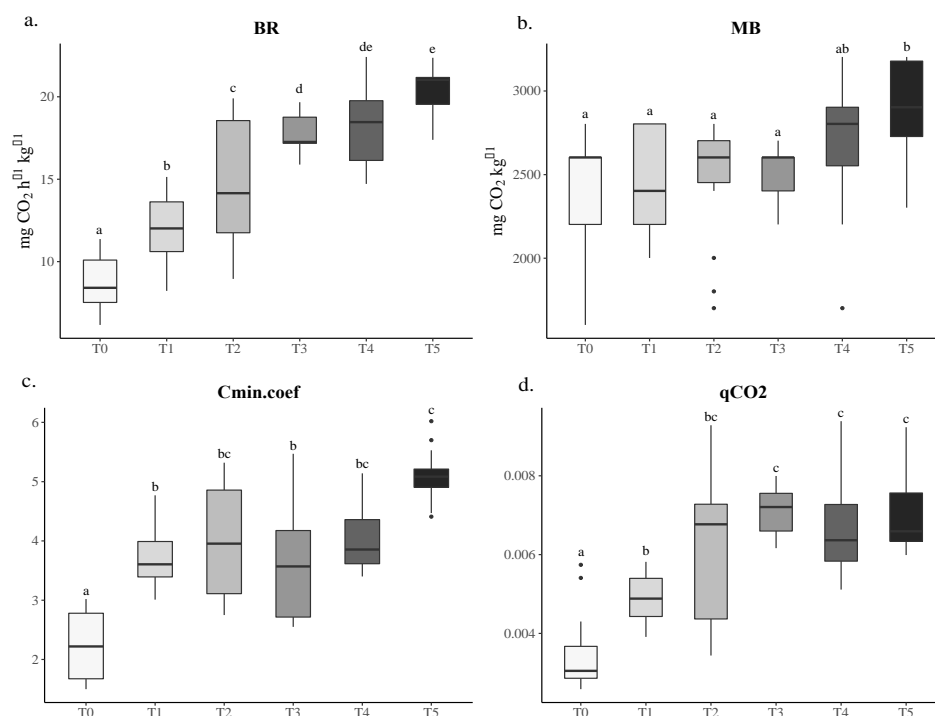 a.
BR
mg CO₂ h⁻¹ kg⁻¹
20
15
10
a
b
c
d
de
e
T0 T1 T2 T3 T4 T5
b.
MB
mg CO₂ kg⁻¹
3000
2500
2000
a
a
a
a
ab
b
T0 T1 T2 T3 T4 T5
c.
Cmin.coef
6
5
4
3
2
a
b
bc
b
bc
c
T0 T1 T2 T3 T4 T5
d.
qCO2
0.008
0.006
0.004
a
b
bc
c
c
c
T0 T1 T2 T3 T4 T5